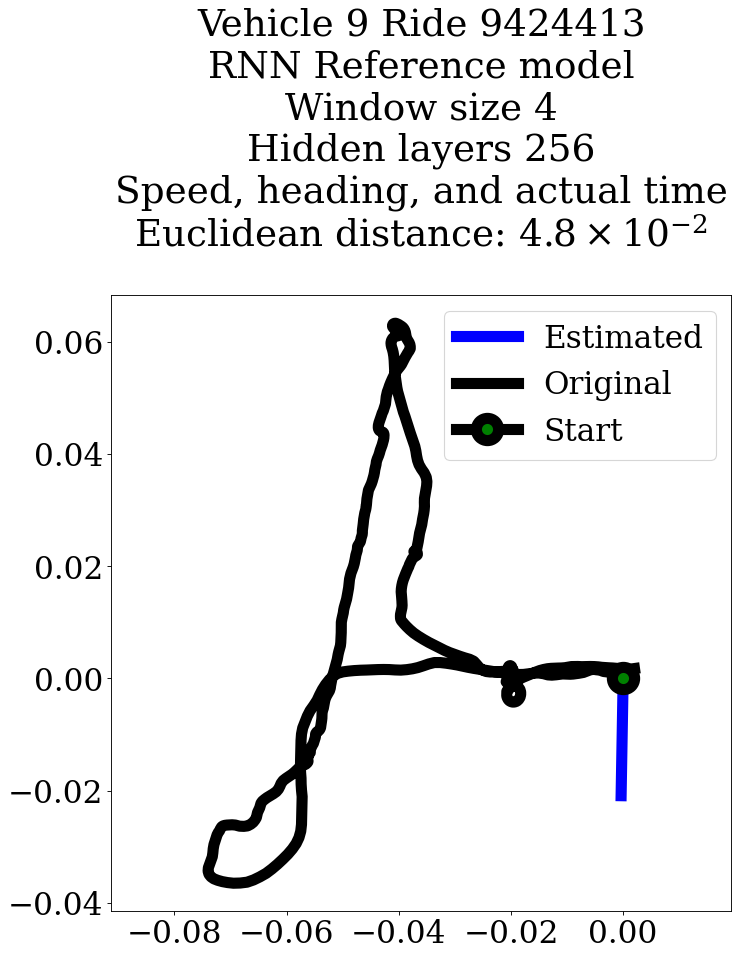 Vehicle 9 Ride 9424413
RNN Reference model
Window size 4
Hidden layers 256
Speed, heading, and actual time
Euclidean distance: 4.8 × 10⁻²
Estimated
Original
Start
0.06
0.04
0.02
0.00
−0.02
−0.04
−0.08 −0.06 −0.04 −0.02 0.00